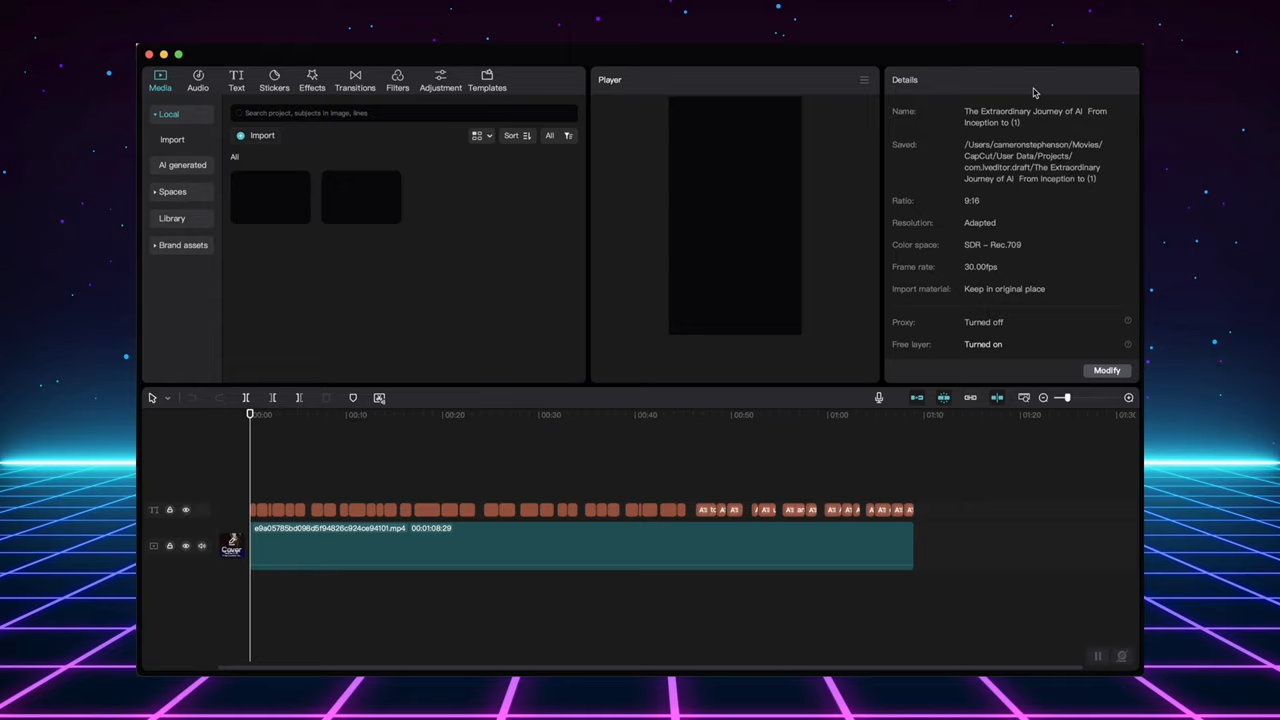 Media
Audio
Text
Stickers
Effects
Transitions
Filters
Adjustment
Templates
Local
Import
AI generated
Spaces
Library
Brand assets
Search project, subjects in image, lines
Import
Sort
All
All
Player
Details
Name:
The Extraordinary Journey of AI From
Inception to (1)
Saved:
/Users/cameronstephenson/Movies/
CapCut/User Data/Projects/
com.lveditor.draft/The Extraordinary
Journey of AI From Inception to (1)
Ratio:
9:16
Resolution:
Adapted
Color space:
SDR - Rec.709
Frame rate:
30.00fps
Import material:
Keep in original place
Proxy:
Turned off
Free layer:
Turned on
Modify
00:00
00:10
00:20
00:30
00:40
00:50
01:00
01:10
01:20
01:30
Cover
e9a05785bd098d5f94826c924ce94101.mp4 00:01:08:29